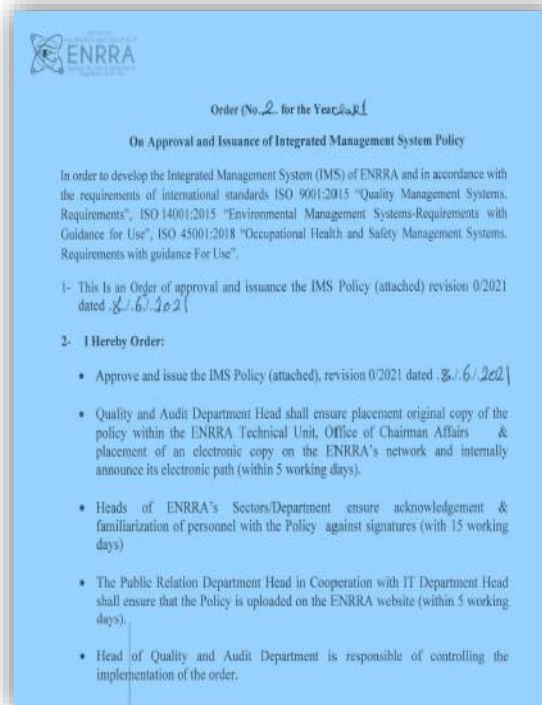 ENRRA
Order (No. 2. for the Year 2021
On Approval and Issuance of Integrated Management System Policy
In order to develop the Integrated Management System (IMS) of ENRRA and in accordance with
the requirements of international standards ISO 9001:2015 “Quality Management Systems.
Requirements”, ISO 14001:2015 “Environmental Management Systems-Requirements with
Guidance for Use”, ISO 45001:2018 “Occupational Health and Safety Management Systems.
Requirements with guidance For Use”.
1- This Is an Order of approval and issuance the IMS Policy (attached) revision 0/2021
dated .8./.6./.2021
2- I Hereby Order:
• Approve and issue the IMS Policy (attached), revision 0/2021 dated .8./.6./2021
• Quality and Audit Department Head shall ensure placement original copy of the
policy within the ENRRA Technical Unit, Office of Chairman Affairs &
placement of an electronic copy on the ENRRA’s network and internally
announce its electronic path (within 5 working days).
• Heads of ENRRA’s Sectors/Department ensure acknowledgement &
familiarization of personnel with the Policy against signatures (with 15 working
days)
• The Public Relation Department Head in Cooperation with IT Department Head
shall ensure that the Policy is uploaded on the ENRRA website (within 5 working
days).
• Head of Quality and Audit Department is responsible of controlling the
implementation of the order.